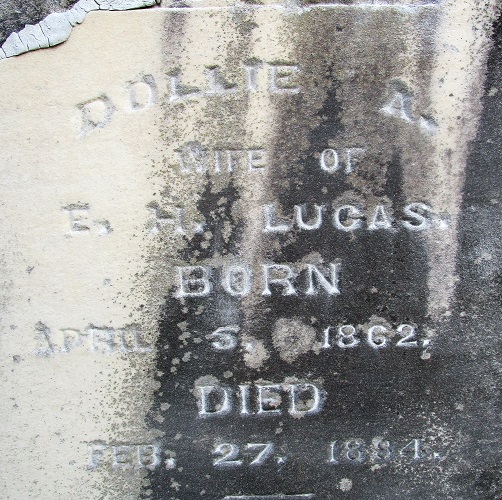 DOLLIE A.
WIFE OF
E. H. LUCAS.
BORN
APRIL 5, 1862.
DIED
FEB. 27, 1884.